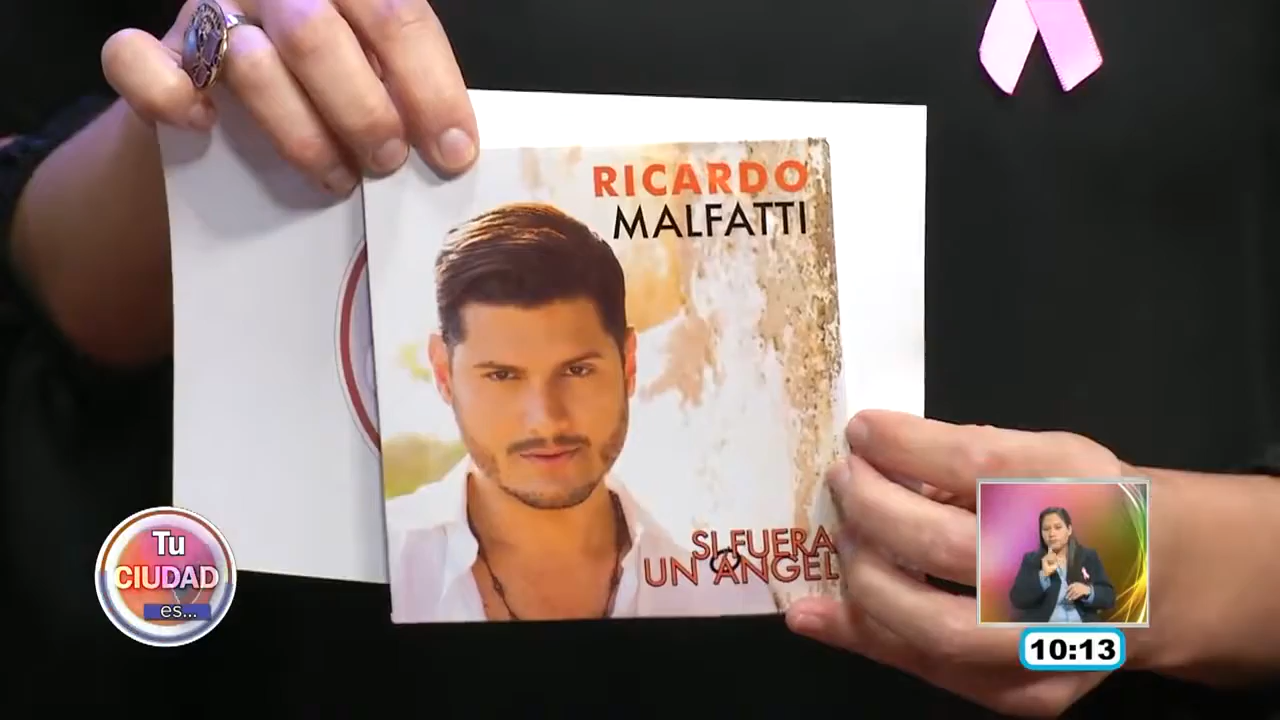 RICARDO
MALFATTI
SI FUERA
UN ANGEL
Tu
CIUDAD
es...
10:13